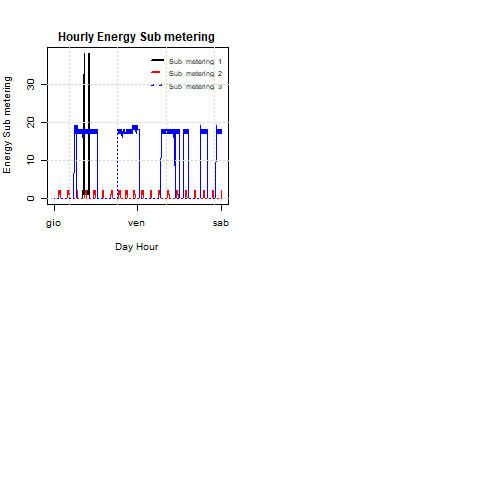 Hourly Energy Sub metering
Sub metering 1
Sub metering 2
Sub metering 3
Energy Sub metering
30
20
10
0
gio
ven
sab
Day Hour